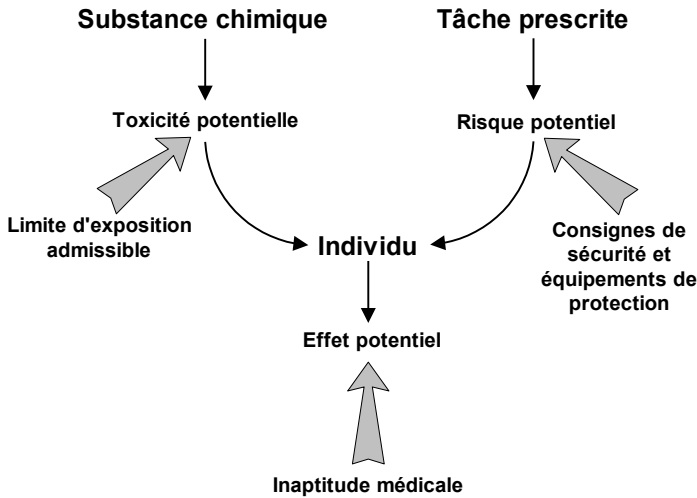 Substance chimique
Tâche prescrite
Toxicité potentielle
Risque potentiel
Limite d'exposition
admissible
Individu
Consignes de
sécurité et
équipements de
protection
Effet potentiel
Inaptitude médicale